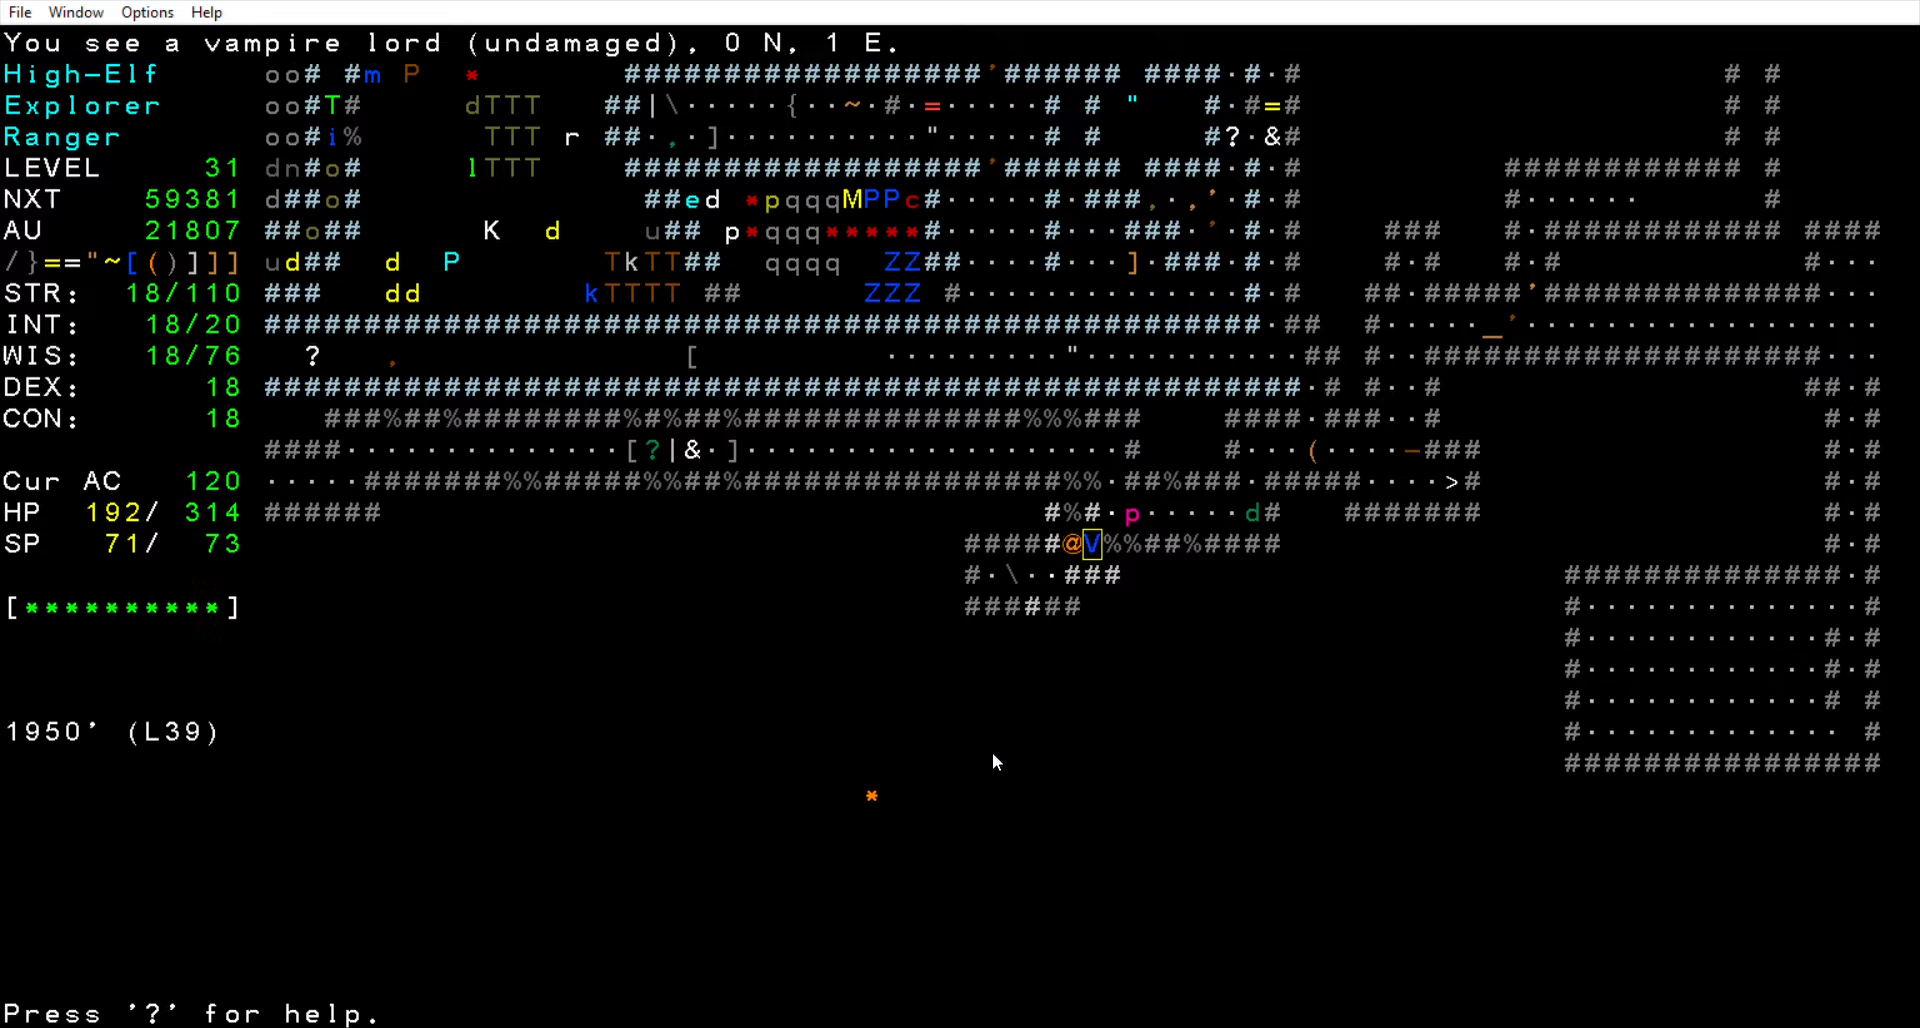 File Window Options Help
You see a vampire lord (undamaged), 0 N, 1 E.
High-Elf
Explorer
Ranger
LEVEL 31
NXT 59381
AU 21807
/}=="~[()]]]
STR: 18/110
INT: 18/20
WIS: 18/76
DEX: 18
CON: 18
Cur AC 120
HP 192/ 314
SP 71/ 73
[**********]
1950' (L39)
Press '?' for help.